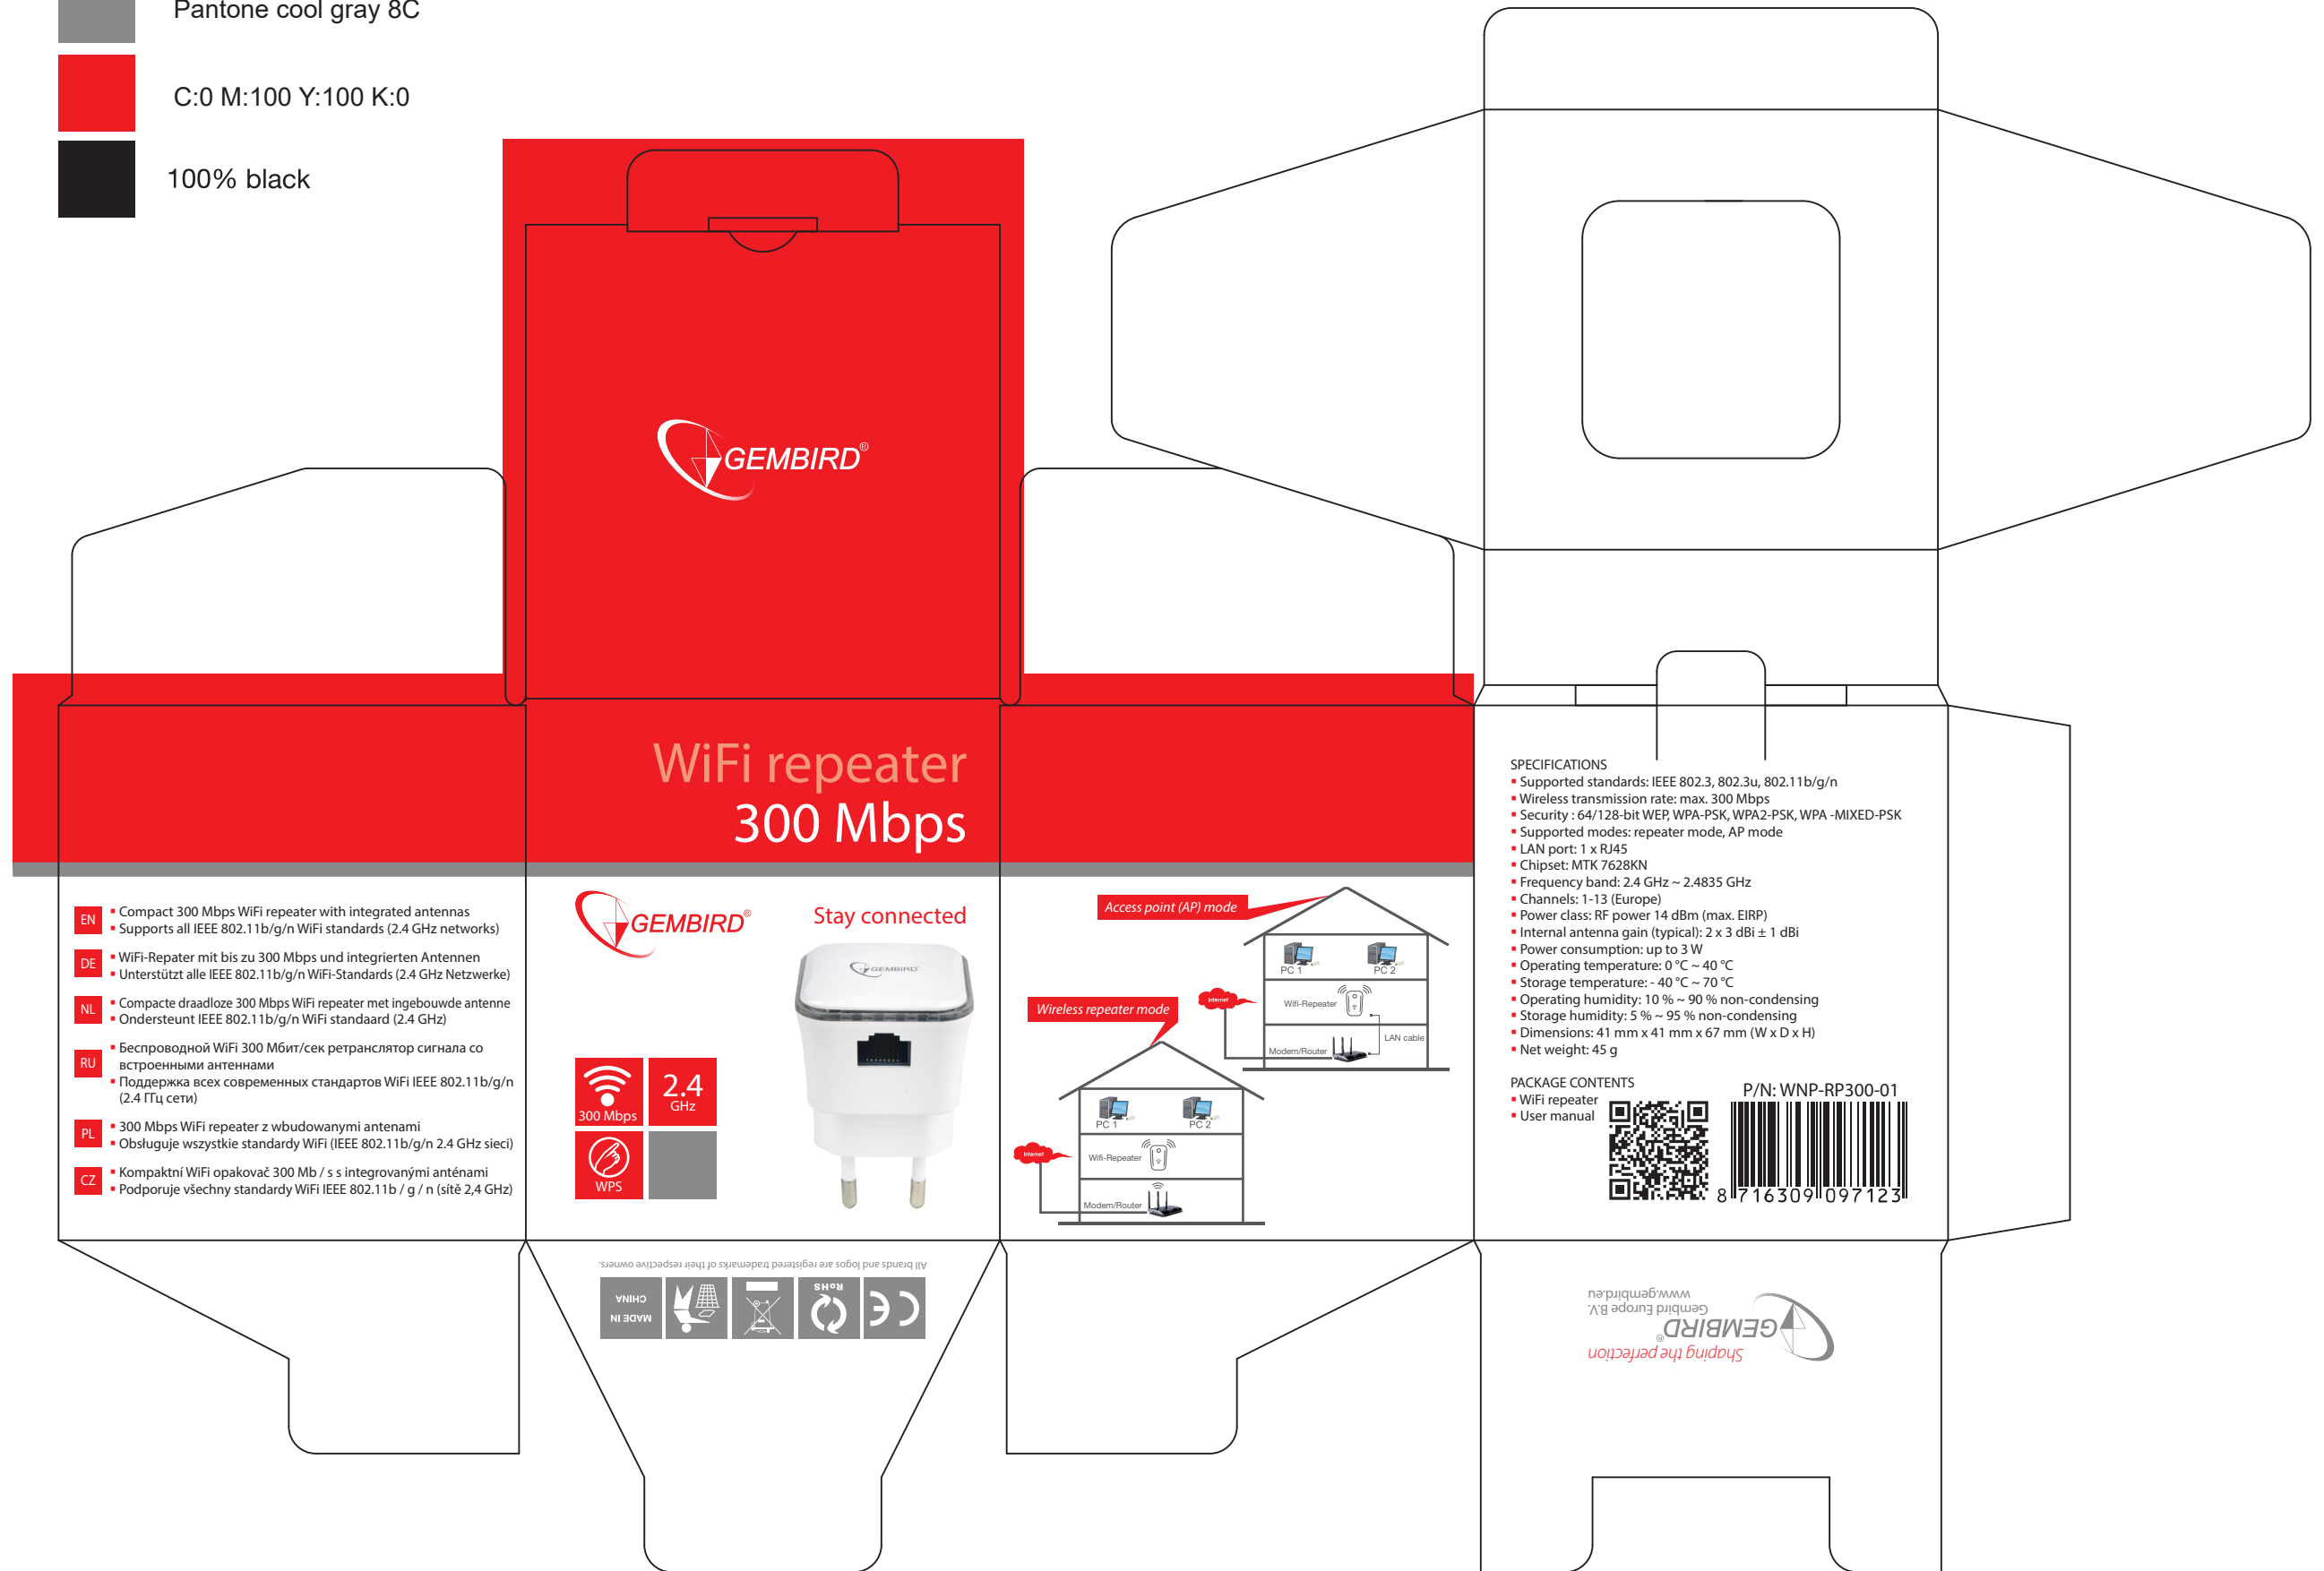 Pantone cool gray 8C
C:0 M:100 Y:100 K:0
100% black
GEMBIRD®
WiFi repeater
300 Mbps
EN
▪ Compact 300 Mbps WiFi repeater with integrated antennas
▪ Supports all IEEE 802.11b/g/n WiFi standards (2.4 GHz networks)
DE
▪ WiFi-Repater mit bis zu 300 Mbps und integrierten Antennen
▪ Unterstützt alle IEEE 802.11b/g/n WiFi-Standards (2.4 GHz Netzwerke)
NL
▪ Compacte draadloze 300 Mbps WiFi repeater met ingebouwde antenne
▪ Ondersteunt IEEE 802.11b/g/n WiFi standaard (2.4 GHz)
RU
▪ Беспроводной WiFi 300 Мбит/сек ретранслятор сигнала со
встроенными антеннами
▪ Поддержка всех современных стандартов WiFi IEEE 802.11b/g/n
(2.4 ГГц сети)
PL
▪ 300 Mbps WiFi repeater z wbudowanymi antenami
▪ Obsługuje wszystkie standardy WiFi (IEEE 802.11b/g/n 2.4 GHz sieci)
CZ
▪ Kompaktní WiFi opakovač 300 Mb / s s integrovanými anténami
▪ Podporuje všechny standardy WiFi IEEE 802.11b / g / n (sítě 2,4 GHz)
GEMBIRD®
Stay connected
GEMBIRD
300 Mbps
2.4
GHz
WPS
Access point (AP) mode
PC 1
PC 2
Internet
Wifi-Repeater
LAN cable
Modem/Router
Wireless repeater mode
PC 1
PC 2
Internet
Wifi-Repeater
Modem/Router
SPECIFICATIONS
▪ Supported standards: IEEE 802.3, 802.3u, 802.11b/g/n
▪ Wireless transmission rate: max. 300 Mbps
▪ Security : 64/128-bit WEP, WPA-PSK, WPA2-PSK, WPA -MIXED-PSK
▪ Supported modes: repeater mode, AP mode
▪ LAN port: 1 x RJ45
▪ Chipset: MTK 7628KN
▪ Frequency band: 2.4 GHz ~ 2.4835 GHz
▪ Channels: 1-13 (Europe)
▪ Power class: RF power 14 dBm (max. EIRP)
▪ Internal antenna gain (typical): 2 x 3 dBi ± 1 dBi
▪ Power consumption: up to 3 W
▪ Operating temperature: 0 °C ~ 40 °C
▪ Storage temperature: - 40 °C ~ 70 °C
▪ Operating humidity: 10 % ~ 90 % non-condensing
▪ Storage humidity: 5 % ~ 95 % non-condensing
▪ Dimensions: 41 mm x 41 mm x 67 mm (W x D x H)
▪ Net weight: 45 g
PACKAGE CONTENTS
▪ WiFi repeater
▪ User manual
P/N: WNP-RP300-01
8 716309 097123
CE
RoHS
MADE IN
CHINA
All brands and logos are registered trademarks of their respective owners.
Shaping the perfection
GEMBIRD®
Gembird Europe B.V.
www.gembird.eu